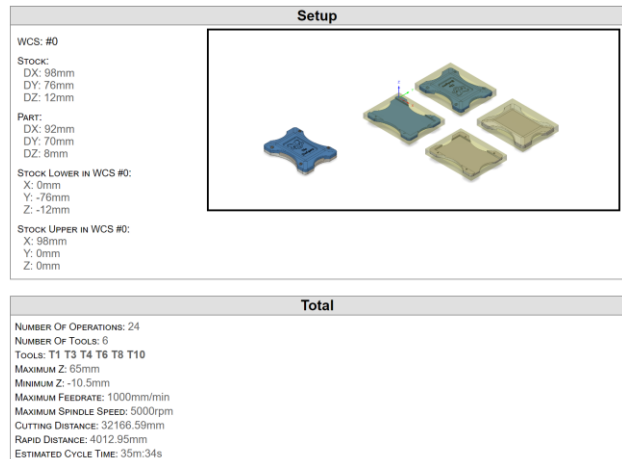 Setup
WCS: #0
STOCK:
DX: 98mm
DY: 76mm
DZ: 12mm
PART:
DX: 92mm
DY: 70mm
DZ: 8mm
STOCK LOWER IN WCS #0:
X: 0mm
Y: -76mm
Z: -12mm
STOCK UPPER IN WCS #0:
X: 98mm
Y: 0mm
Z: 0mm
Total
NUMBER OF OPERATIONS: 24
NUMBER OF TOOLS: 6
TOOLS: T1 T3 T4 T6 T8 T10
MAXIMUM Z: 65mm
MINIMUM Z: -10.5mm
MAXIMUM FEEDRATE: 1000mm/min
MAXIMUM SPINDLE SPEED: 5000rpm
CUTTING DISTANCE: 32166.59mm
RAPID DISTANCE: 4012.95mm
ESTIMATED CYCLE TIME: 35m:34s